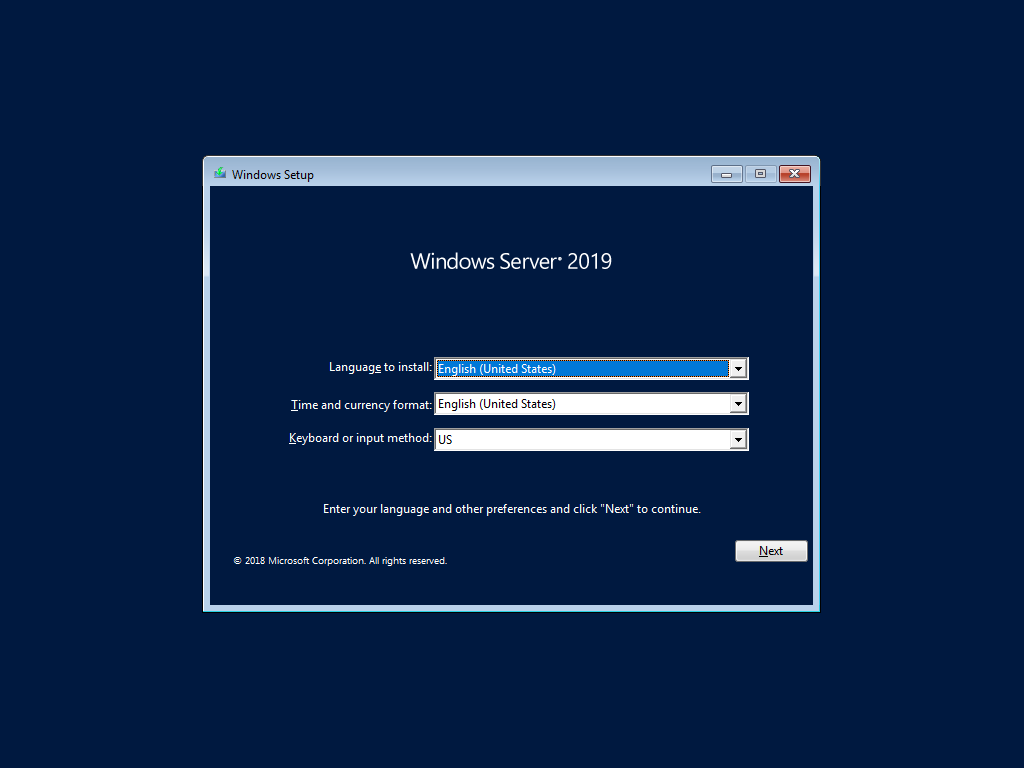 Windows Setup
Windows Server® 2019
Language to install: English (United States)
Time and currency format: English (United States)
Keyboard or input method: US
Enter your language and other preferences and click "Next" to continue.
Next
© 2018 Microsoft Corporation. All rights reserved.